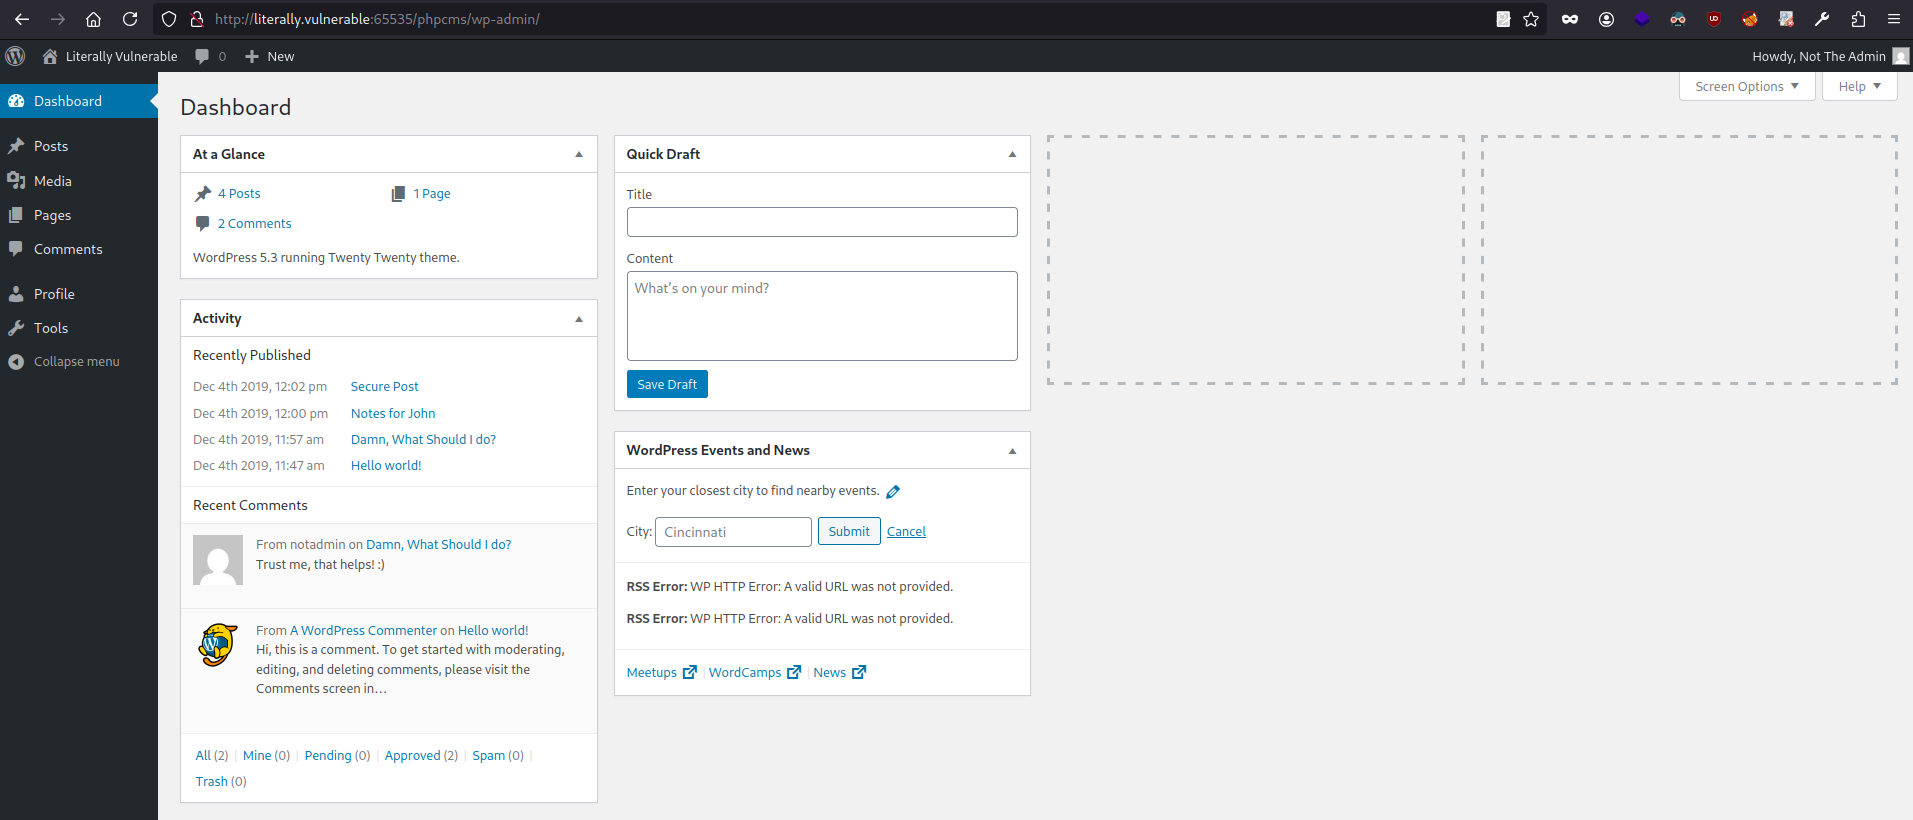 http://literally.vulnerable:65535/phpcms/wp-admin/
Literally Vulnerable 0 New
Howdy, Not The Admin
Screen Options
Help
Dashboard
Posts
Media
Pages
Comments
Profile
Tools
Collapse menu
Dashboard
At a Glance
4 Posts
1 Page
2 Comments
WordPress 5.3 running Twenty Twenty theme.
Activity
Recently Published
Dec 4th 2019, 12:02 pm Secure Post
Dec 4th 2019, 12:00 pm Notes for John
Dec 4th 2019, 11:57 am Damn, What Should I do?
Dec 4th 2019, 11:47 am Hello world!
Recent Comments
From notadmin on Damn, What Should I do?
Trust me, that helps! :)
From A WordPress Commenter on Hello world!
Hi, this is a comment. To get started with moderating,
editing, and deleting comments, please visit the
Comments screen in…
All (2) | Mine (0) | Pending (0) | Approved (2) | Spam (0) |
Trash (0)
Quick Draft
Title
Content
What's on your mind?
Save Draft
WordPress Events and News
Enter your closest city to find nearby events.
City: Cincinnati Submit Cancel
RSS Error: WP HTTP Error: A valid URL was not provided.
RSS Error: WP HTTP Error: A valid URL was not provided.
Meetups | WordCamps | News